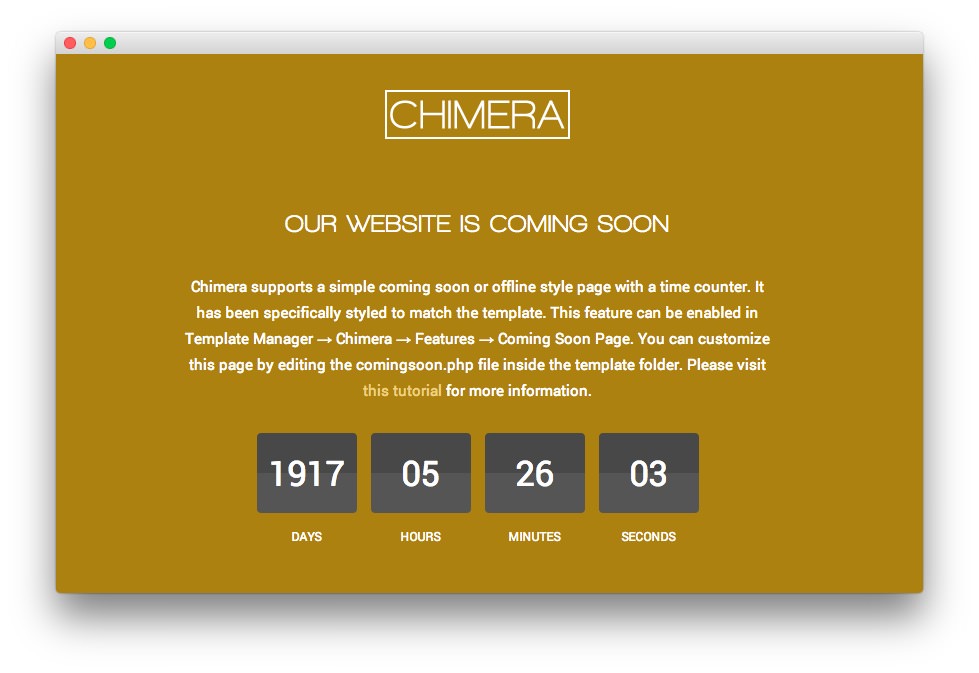 CHIMERA
OUR WEBSITE IS COMING SOON
Chimera supports a simple coming soon or offline style page with a time counter. It
has been specifically styled to match the template. This feature can be enabled in
Template Manager → Chimera → Features → Coming Soon Page. You can customize
this page by editing the comingsoon.php file inside the template folder. Please visit
this tutorial for more information.
1917 05 26 03
DAYS HOURS MINUTES SECONDS